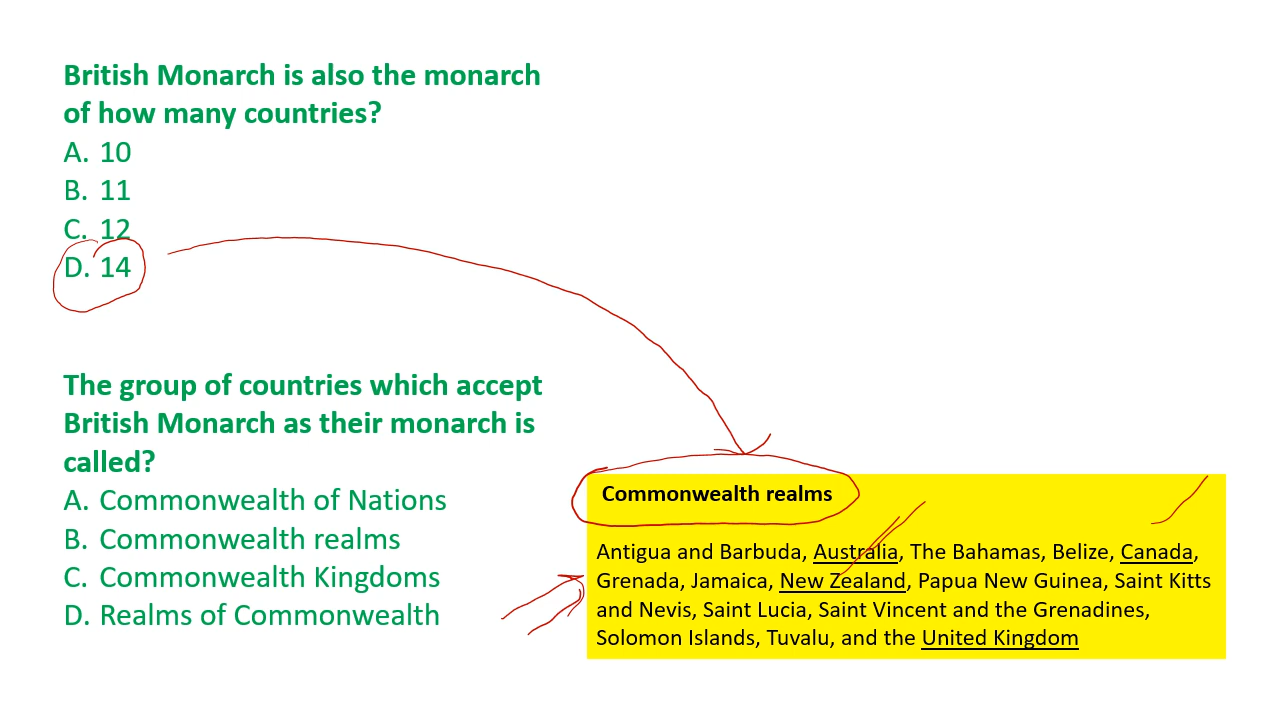 British Monarch is also the monarch
of how many countries?
A. 10
B. 11
C. 12
D. 14
The group of countries which accept
British Monarch as their monarch is
called?
A. Commonwealth of Nations
B. Commonwealth realms
C. Commonwealth Kingdoms
D. Realms of Commonwealth
Commonwealth realms
Antigua and Barbuda, Australia, The Bahamas, Belize, Canada,
Grenada, Jamaica, New Zealand, Papua New Guinea, Saint Kitts
and Nevis, Saint Lucia, Saint Vincent and the Grenadines,
Solomon Islands, Tuvalu, and the United Kingdom